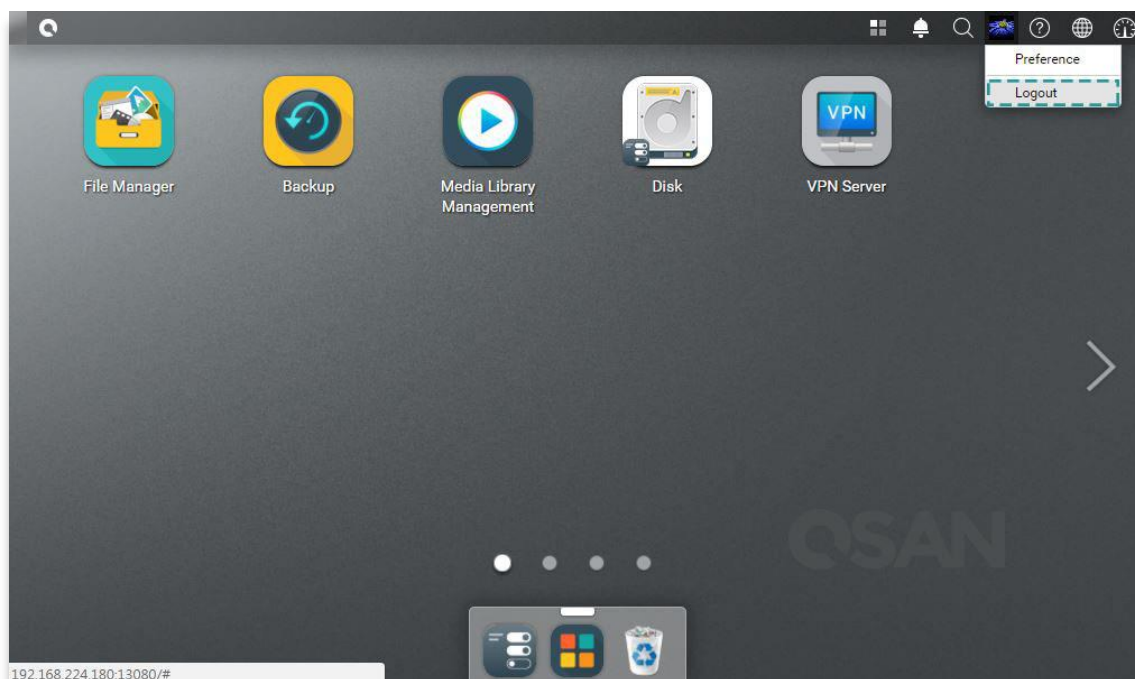 Preference
Logout
VPN
File Manager
Backup
Media Library
Management
Disk
VPN Server
QSAN
192.168.224.180:13080/#